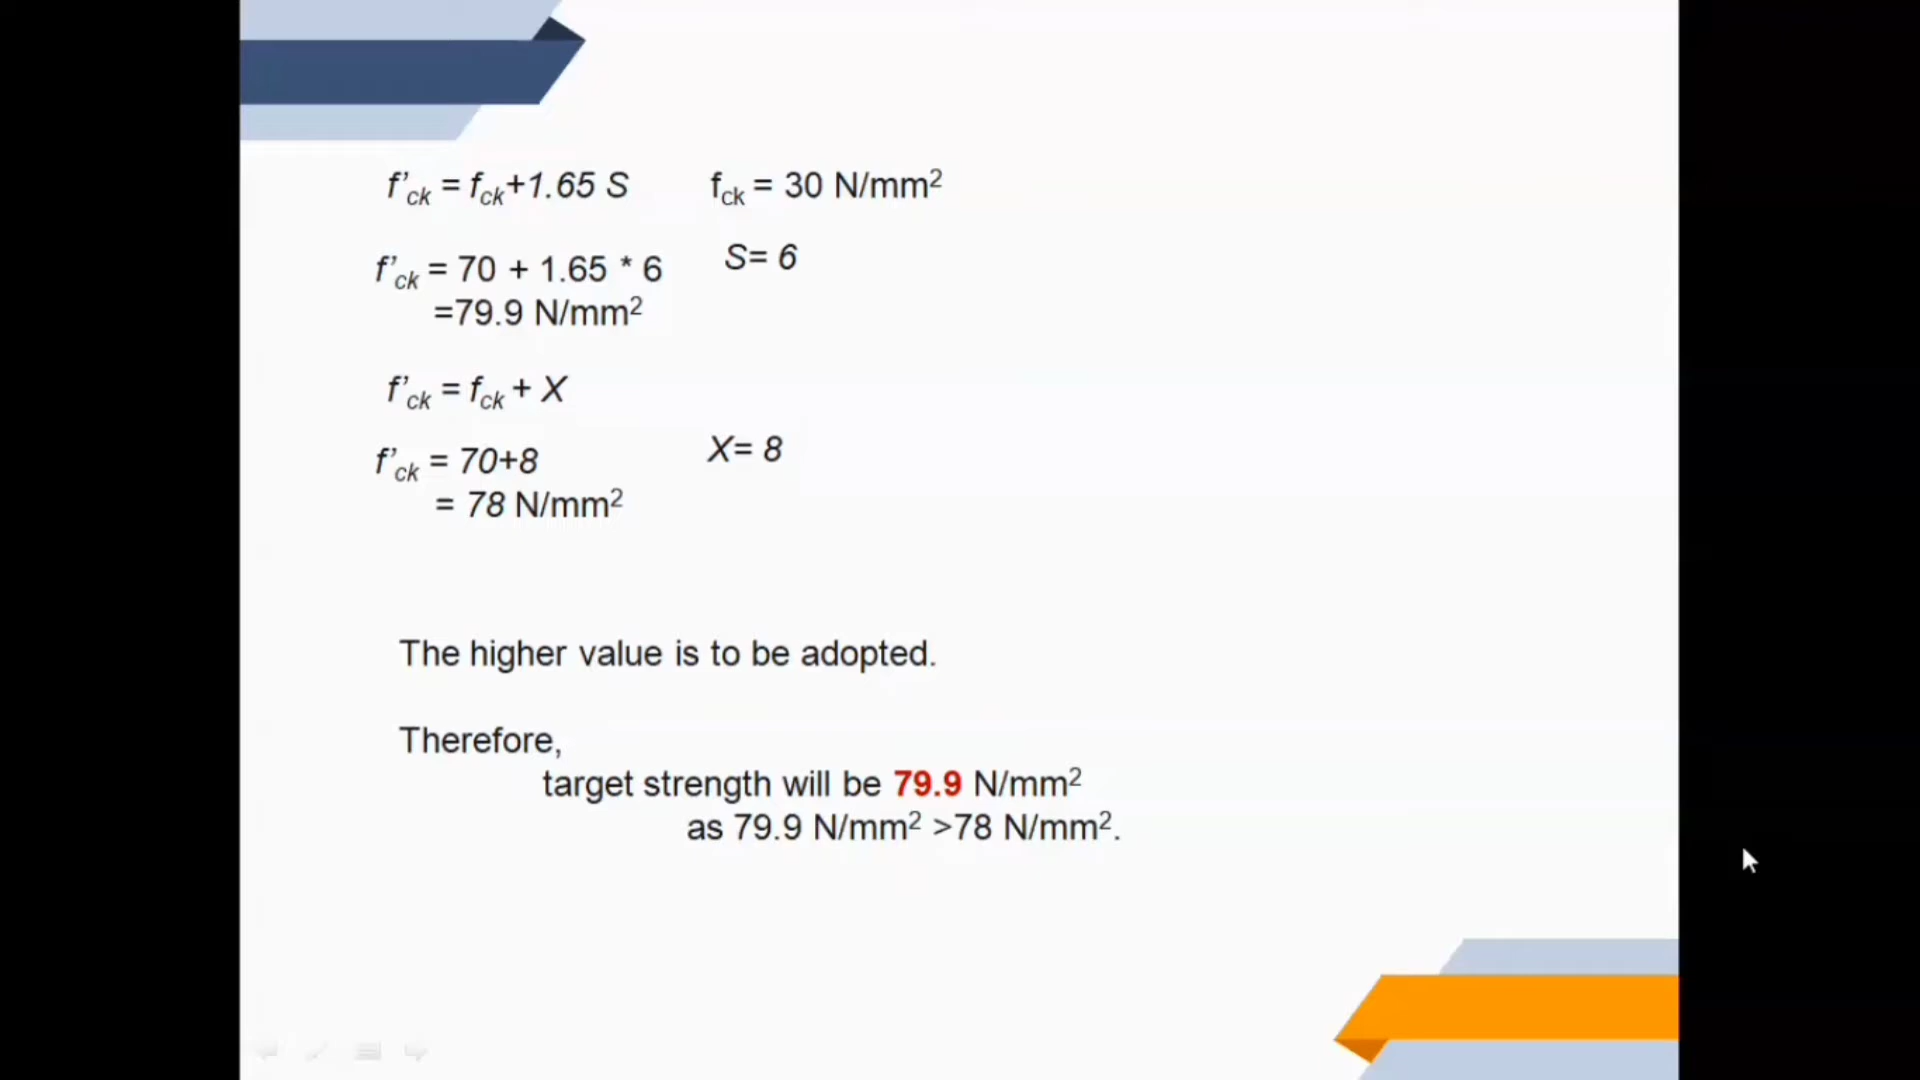 f'ck = fck+1.65 S fck = 30 N/mm²
f'ck = 70 + 1.65 * 6 S= 6
=79.9 N/mm²
f'ck = fck + X
f'ck = 70+8 X= 8
= 78 N/mm²
The higher value is to be adopted.
Therefore,
target strength will be 79.9 N/mm²
as 79.9 N/mm² >78 N/mm².